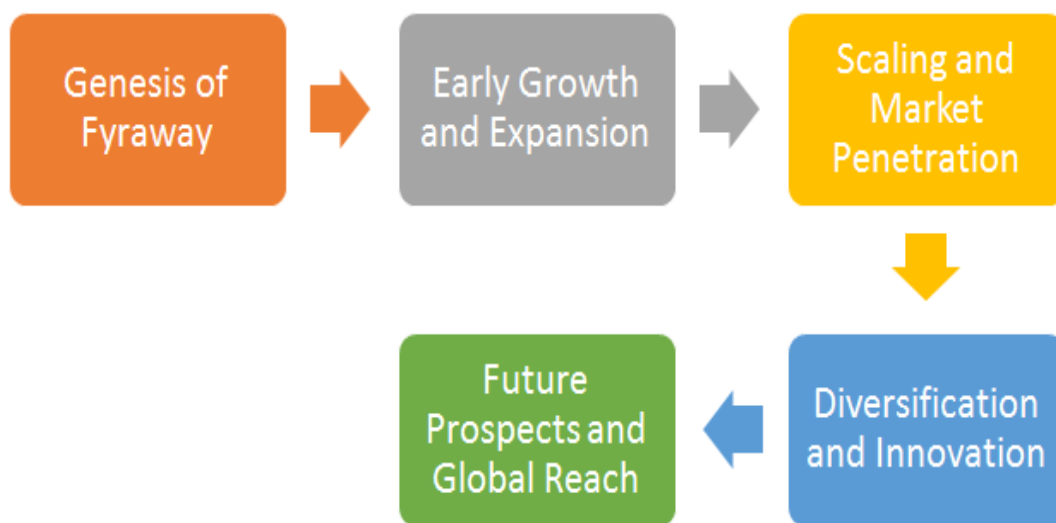 Genesis of
Fyraway
Early Growth
and Expansion
Scaling and
Market
Penetration
Diversification
and Innovation
Future
Prospects and
Global Reach